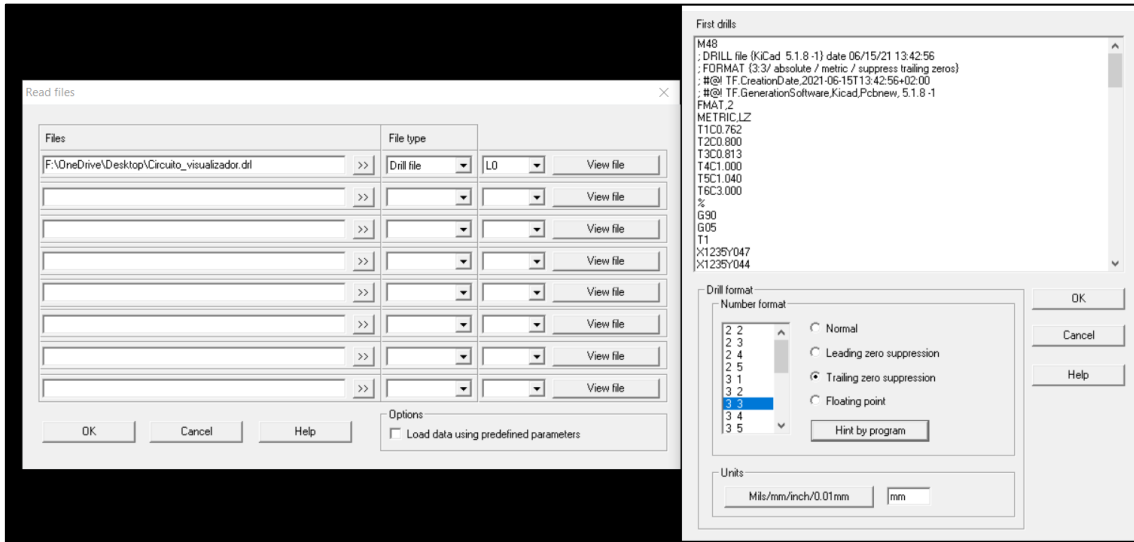 Read files
Files
File type
F:\OneDrive\Desktop\Circuito_visualizador.drl >> Drill file L0 View file
>> View file
>> View file
>> View file
>> View file
>> View file
>> View file
>> View file
OK Cancel Help
Options
Load data using predefined parameters
First drills
M48
; DRILL file {KiCad 5.1.8 -1} date 06/15/21 13:42:56
; FORMAT {3:3/ absolute / metric / suppress trailing zeros}
; #@! TF.CreationDate,2021-06-15T13:42:56+02:00
; #@! TF.GenerationSoftware,Kicad,Pcbnew, 5.1.8 -1
FMAT,2
METRIC,LZ
T1C0.762
T2C0.800
T3C0.813
T4C1.000
T5C1.040
T6C3.000
%
G90
G05
T1
X1235Y047
X1235Y044
Drill format
Number format
2 2
2 3
2 4
2 5
3 1
3 2
3 3
3 4
3 5
Normal
Leading zero suppression
Trailing zero suppression
Floating point
Hint by program
Units
Mils/mm/inch/0.01mm mm
OK
Cancel
Help